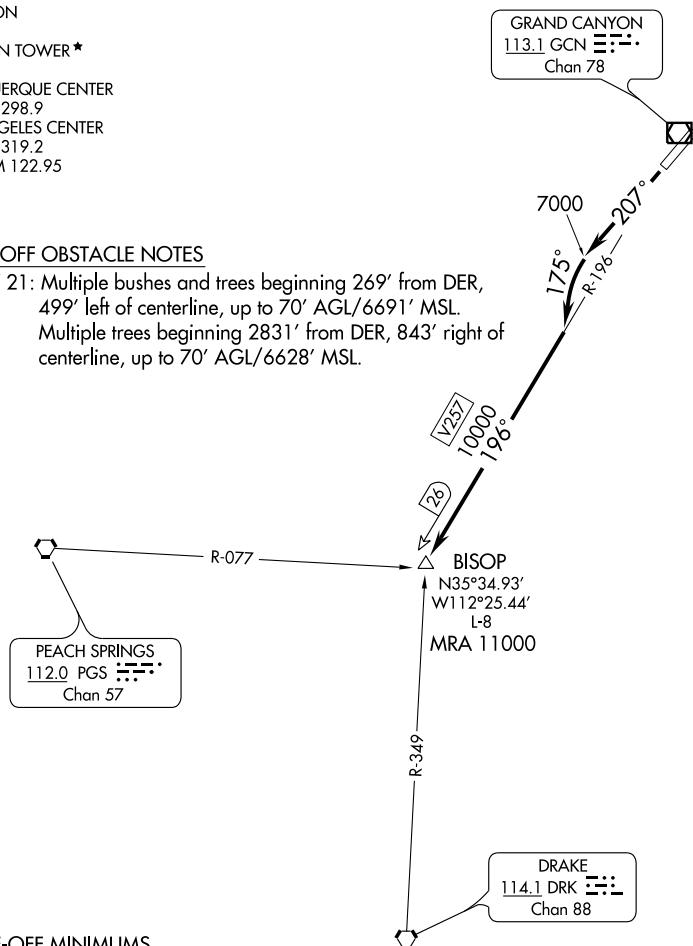 ON
N TOWER★
ERQUE CENTER
298.9
GELES CENTER
319.2
M 122.95
GRAND CANYON
113.1 GCN
Chan 78
7000
207°
175°
R-196
OFF OBSTACLE NOTES
21: Multiple bushes and trees beginning 269' from DER,
499' left of centerline, up to 70' AGL/6691' MSL.
Multiple trees beginning 2831' from DER, 843' right of
centerline, up to 70' AGL/6628' MSL.
V257
10000
196°
26
R-077
BISOP
N35°34.93'
W112°25.44'
L-8
MRA 11000
PEACH SPRINGS
112.0 PGS
Chan 57
R-349
DRAKE
114.1 DRK
Chan 88
E-OFF MINIMUMS